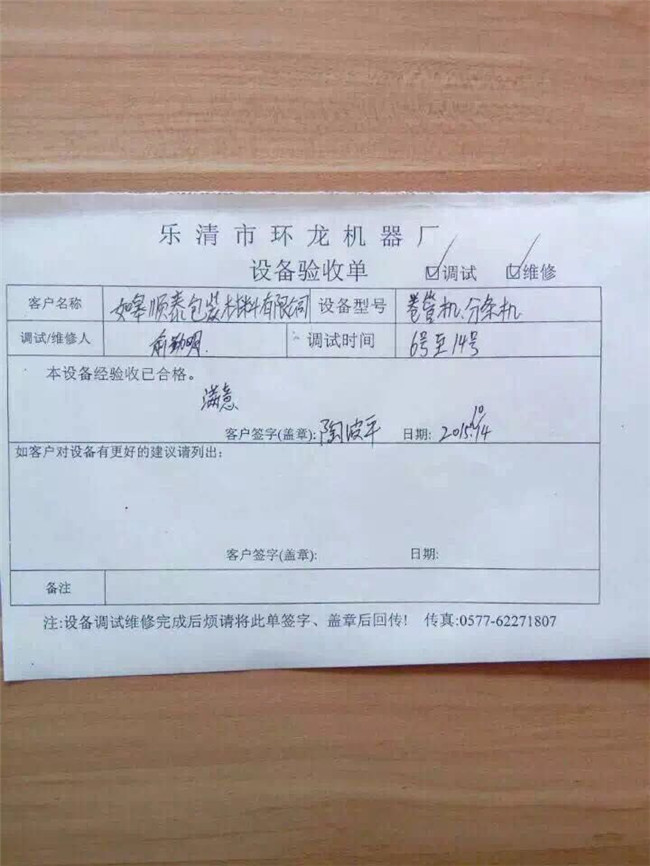 乐清市环龙机器厂
设备验收单 ☑调试 ☑维修
客户名称 如皋顺泰包装材料有限公司 设备型号 卷管机、分条机
调试/维修人 俞勤明 调试时间 6号至14号
本设备经验收已合格。
满意
客户签字(盖章): 陶波平 日期: 2015.10.14
如客户对设备有更好的建议请列出:
客户签字(盖章): 日期:
备注
注:设备调试维修完成后烦请将此单签字、盖章后回传! 传真:0577-62271807